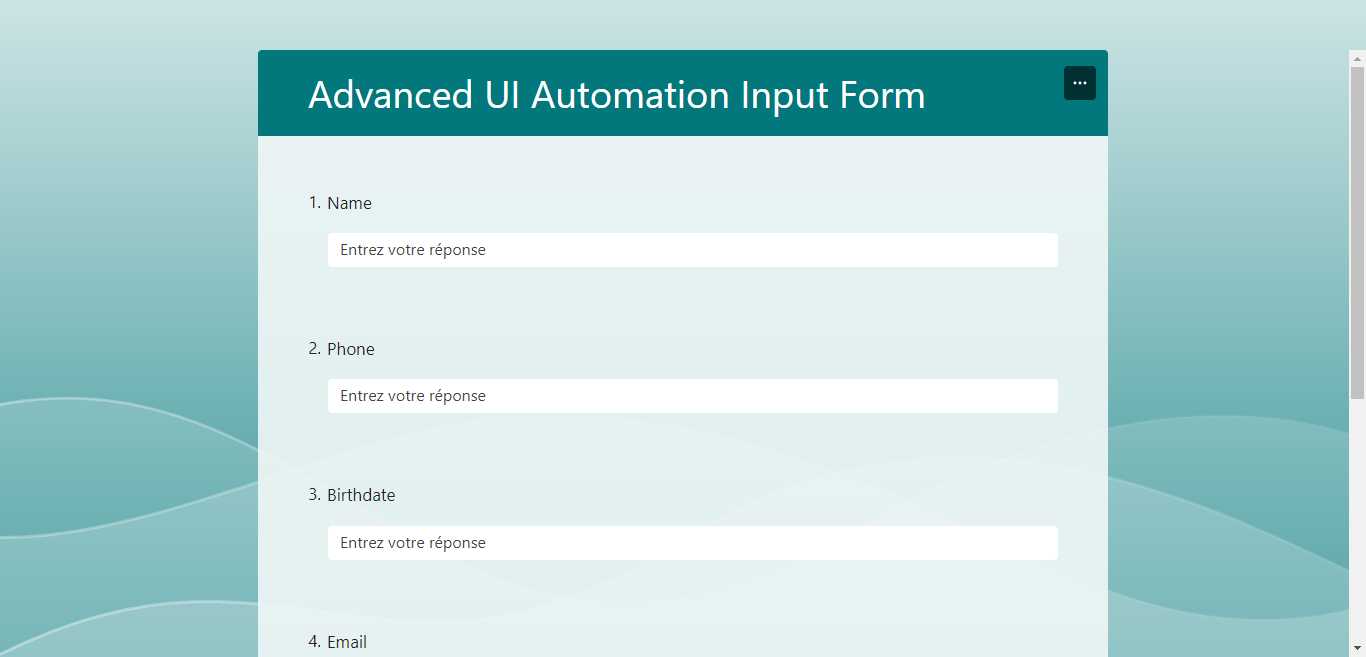 Advanced UI Automation Input Form
...
1. Name
Entrez votre réponse
2. Phone
Entrez votre réponse
3. Birthdate
Entrez votre réponse
4. Email